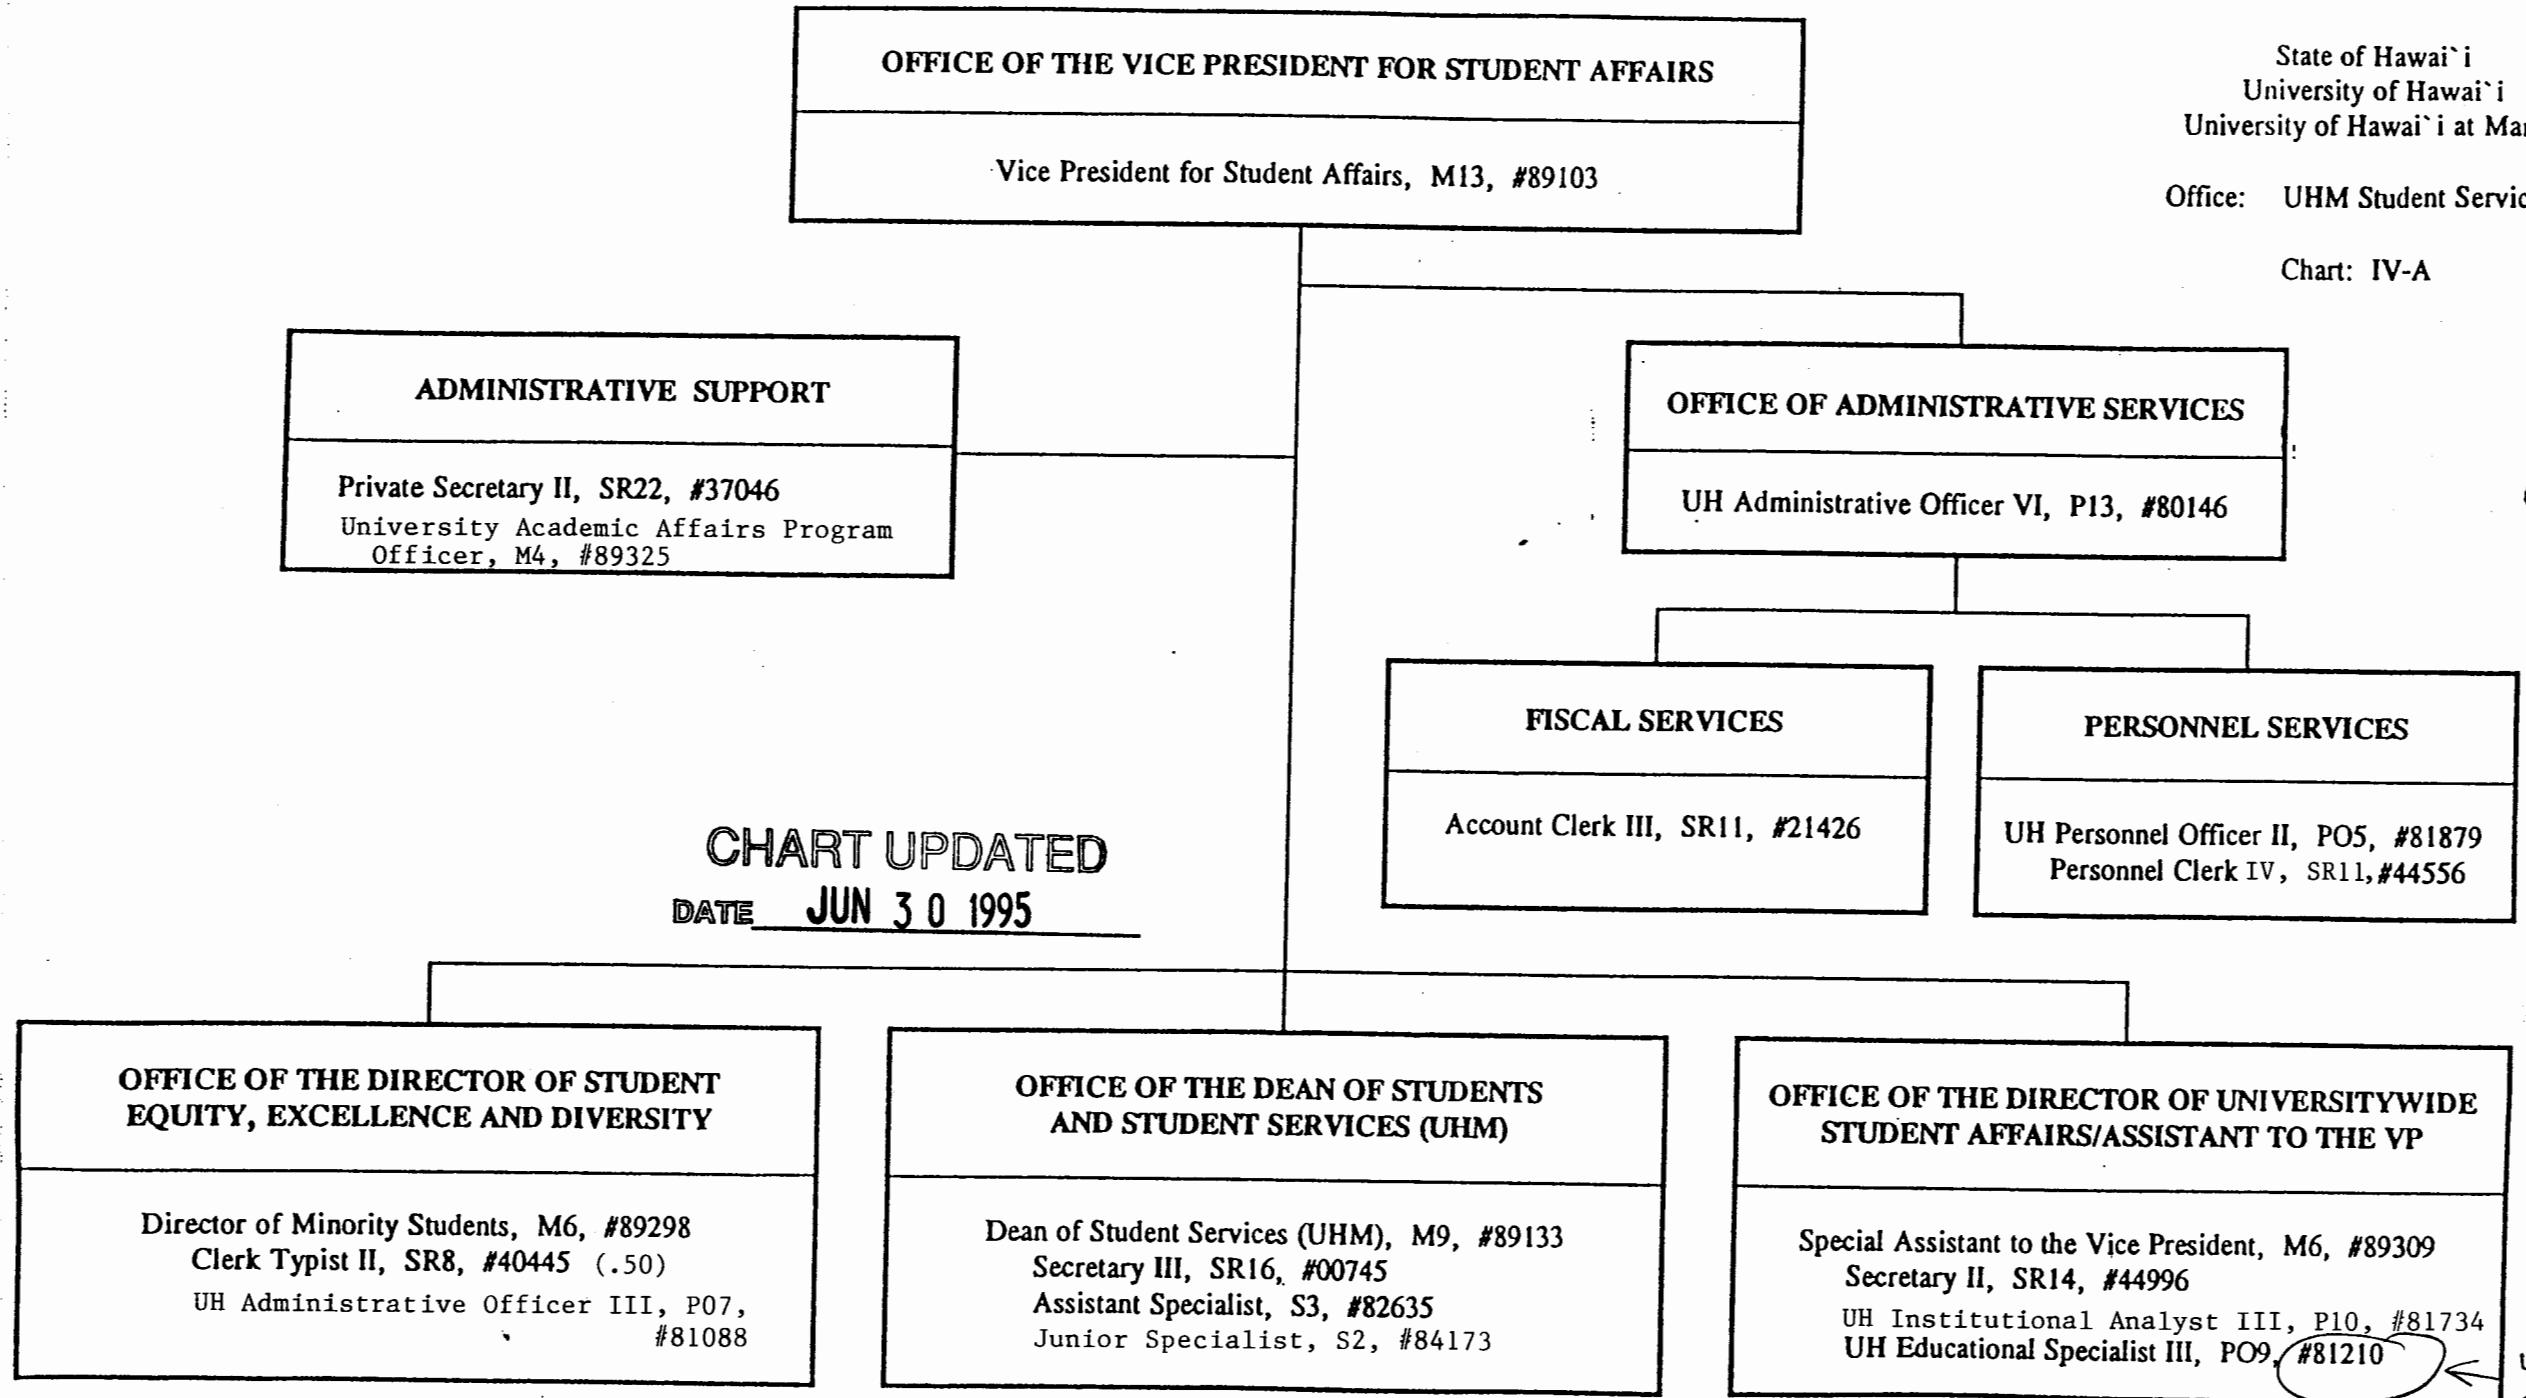 OFFICE OF THE VICE PRESIDENT FOR STUDENT AFFAIRS
Vice President for Student Affairs, M13, #89103
State of Hawai`i
University of Hawai`i
University of Hawai`i at
Office: UHM Student
Chart: IV-A
ADMINISTRATIVE SUPPORT
Private Secretary II, SR22, #37046
University Academic Affairs Program
Officer, M4, #89325
OFFICE OF ADMINISTRATIVE SERVICES
UH Administrative Officer VI, P13, #80146
FISCAL SERVICES
Account Clerk III, SR11, #21426
PERSONNEL SERVICES
UH Personnel Officer II, PO5, #81879
Personnel Clerk IV, SR11, #44556
CHART UPDATED
DATE JUN 30 1995
OFFICE OF THE DIRECTOR OF STUDENT
EQUITY, EXCELLENCE AND DIVERSITY
Director of Minority Students, M6, #89298
Clerk Typist II, SR8, #40445 (.50)
UH Administrative Officer III, P07,
#81088
OFFICE OF THE DEAN OF STUDENTS
AND STUDENT SERVICES (UHM)
Dean of Student Services (UHM), M9, #89133
Secretary III, SR16, #00745
Assistant Specialist, S3, #82635
Junior Specialist, S2, #84173
OFFICE OF THE DIRECTOR OF UNIVERSITYWIDE
STUDENT AFFAIRS/ASSISTANT TO THE VP
Special Assistant to the Vice President, M6, #89309
Secretary II, SR14, #44996
UH Institutional Analyst III, P10, #81734
UH Educational Specialist III, PO9, #81210